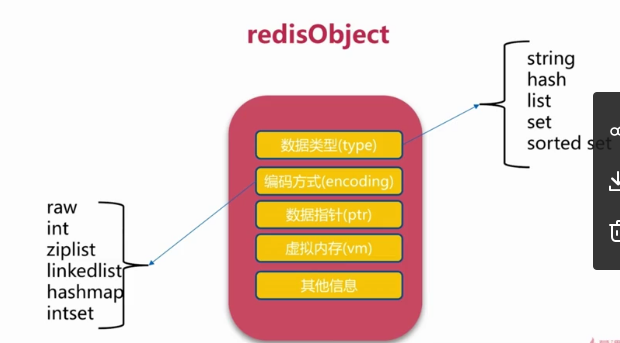 redisObject
string
hash
list
set
sorted set
数据类型(type)
编码方式(encoding)
数据指针(ptr)
虚拟内存(vm)
其他信息
raw
int
ziplist
linkedlist
hashmap
intset